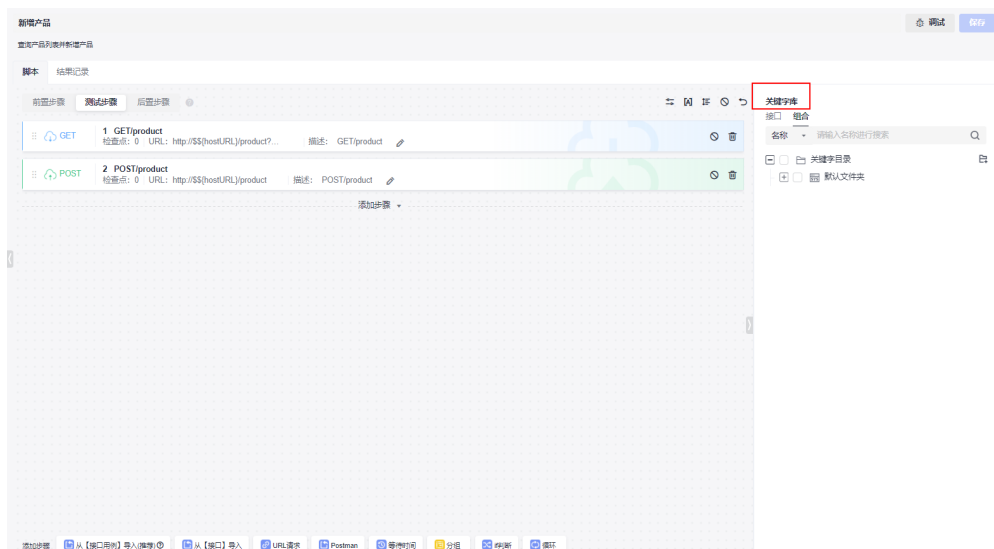 新增产品
调试 保存
查询产品列表并新增产品
脚本 结果记录
前置步骤 测试步骤 后置步骤
关键字库
接口 组合
GET 1 GET/product
检查点: 0 URL: http://$${hostURL}/product?... 描述: GET/product
名称 请输入名称进行搜索
POST 2 POST/product
检查点: 0 URL: http://$${hostURL}/product 描述: POST/product
关键字目录
默认文件夹
添加步骤
添加步骤 从【接口用例】导入(推荐) 从【接口】导入 URL请求 Postman 等待时间 分组 if判断 循环